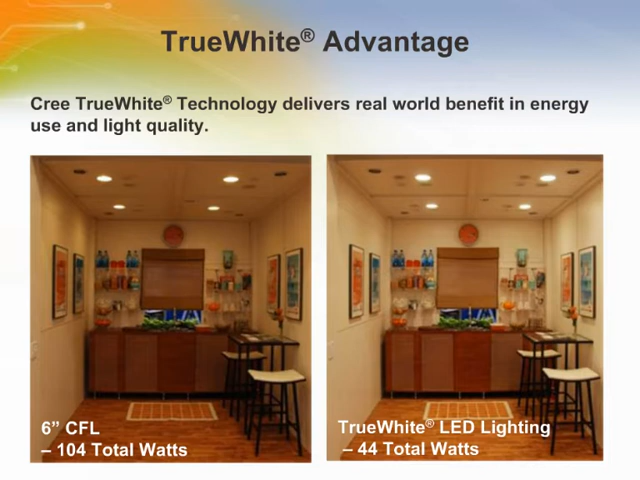 TrueWhite® Advantage
Cree TrueWhite® Technology delivers real world benefit in energy
use and light quality.
6” CFL
– 104 Total Watts
TrueWhite® LED Lighting
– 44 Total Watts